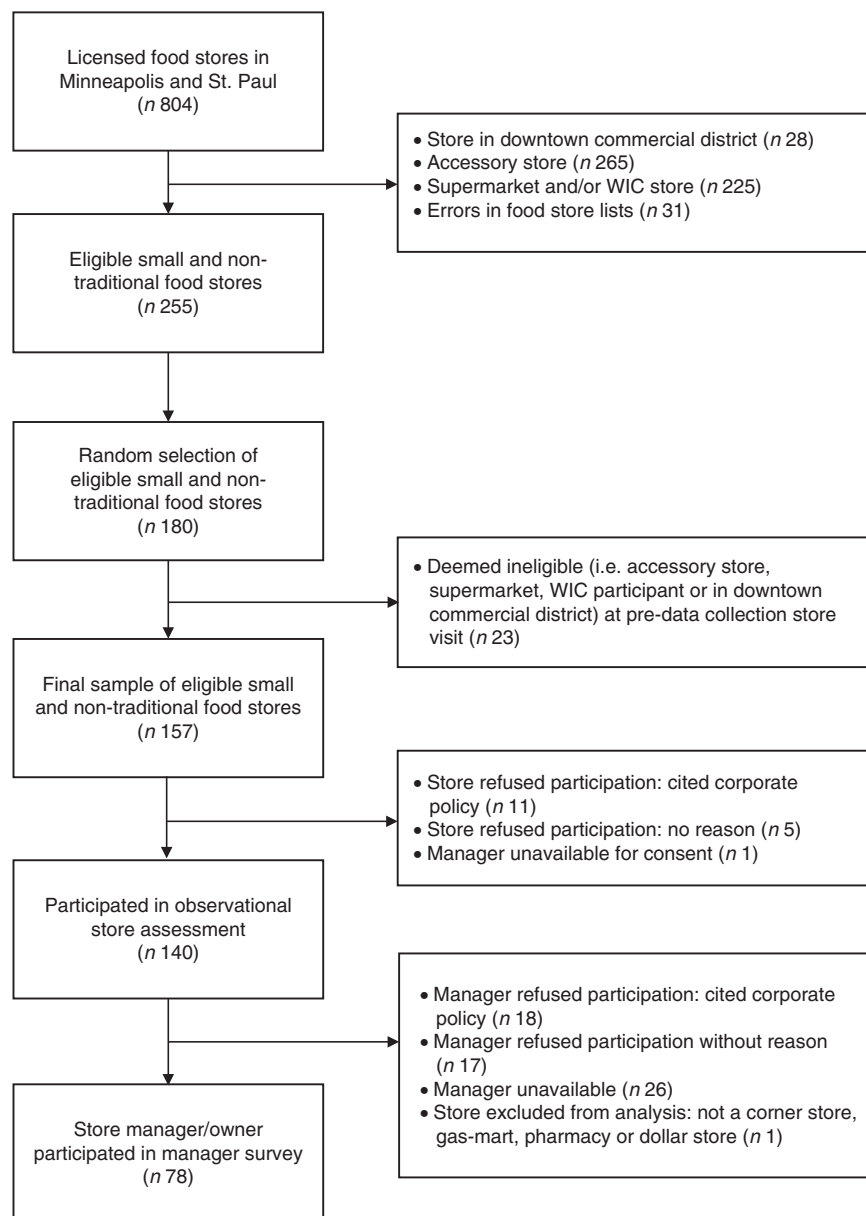 Licensed food stores in
Minneapolis and St. Paul
(n 804)
• Store in downtown commercial district (n 28)
• Accessory store (n 265)
• Supermarket and/or WIC store (n 225)
• Errors in food store lists (n 31)
Eligible small and non-
traditional food stores
(n 255)
Random selection of
eligible small and non-
traditional food stores
(n 180)
• Deemed ineligible (i.e. accessory store,
supermarket, WIC participant or in downtown
commercial district) at pre-data collection store
visit (n 23)
Final sample of eligible small
and non-traditional food stores
(n 157)
• Store refused participation: cited corporate
policy (n 11)
• Store refused participation: no reason (n 5)
• Manager unavailable for consent (n 1)
Participated in observational
store assessment
(n 140)
• Manager refused participation: cited corporate
policy (n 18)
• Manager refused participation without reason
(n 17)
• Manager unavailable (n 26)
• Store excluded from analysis: not a corner store,
gas-mart, pharmacy or dollar store (n 1)
Store manager/owner
participated in manager survey
(n 78)